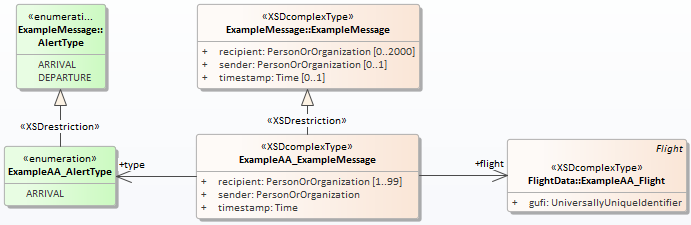 «enumerati...
ExampleMessage::
AlertType
ARRIVAL
DEPARTURE
«XSDcomplexType»
ExampleMessage::ExampleMessage
+ recipient: PersonOrOrganization [0..2000]
+ sender: PersonOrOrganization [0..1]
+ timestamp: Time [0..1]
«XSDrestriction»
«XSDrestriction»
«enumeration»
ExampleAA_AlertType
ARRIVAL
+type
«XSDcomplexType»
ExampleAA_ExampleMessage
+ recipient: PersonOrOrganization [1..99]
+ sender: PersonOrOrganization
+ timestamp: Time
+flight
Flight
«XSDcomplexType»
FlightData::ExampleAA_Flight
+ gufi: UniversallyUniqueIdentifier